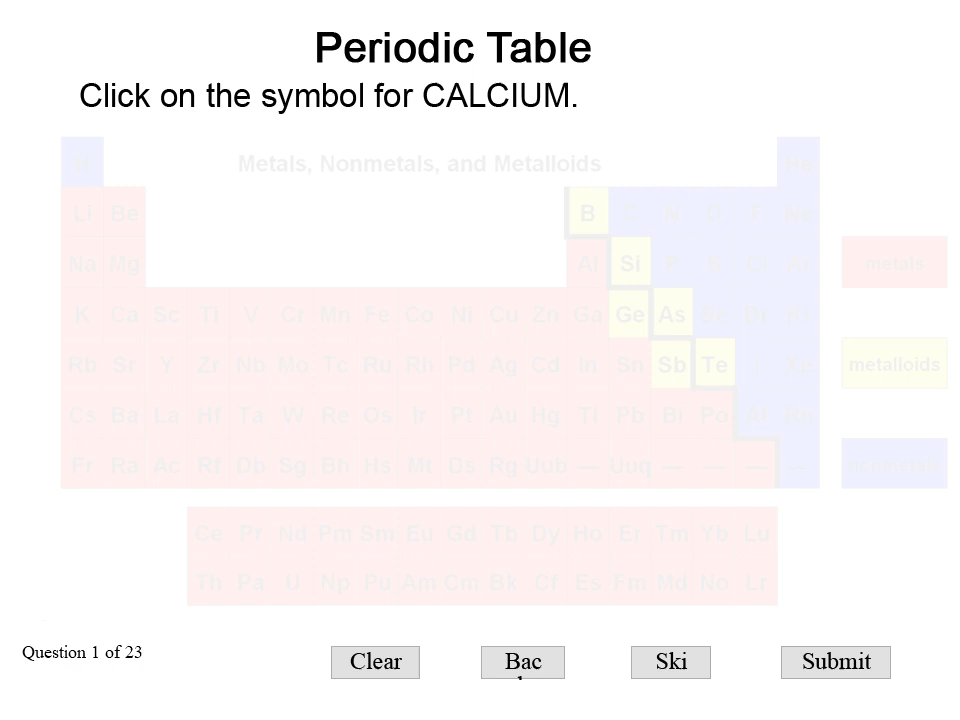 Periodic Table
Click on the symbol for CALCIUM.
H Metals, Nonmetals, and Metalloids He
Li Be B C N O F Ne
Na Mg Al Si P S Cl Ar metals
K Ca Sc Ti V Cr Mn Fe Co Ni Cu Zn Ga Ge As Se Br Kr
Rb Sr Y Zr Nb Mo Tc Ru Rh Pd Ag Cd In Sn Sb Te I Xe metalloids
Cs Ba La Hf Ta W Re Os Ir Pt Au Hg Tl Pb Br Po At Rn
Fr Ra Ac Rf Db Sg Bh Hs Mt Ds Rg Uub — Uuq — — — — nonmetals
Ce Pr Nd Pm Sm Eu Gd Tb Dy Ho Er Tm Yb Lu
Th Pa U Np Pu Am Cm Bk Cf Es Fm Md No Lr
Question 1 of 23 Clear Bac Ski Submit